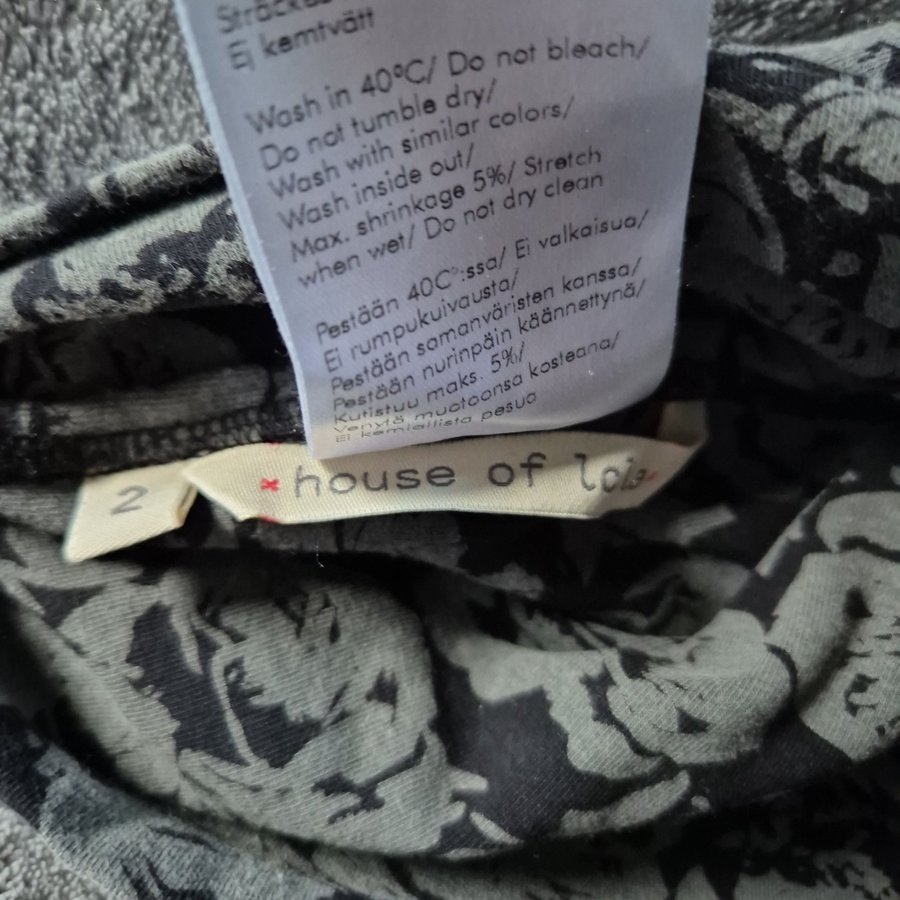 Sträckes
Ej kemtvätt
Wash in 40°C/ Do not bleach/
Do not tumble dry/
Wash with similar colors/
Wash inside out/
Max. shrinkage 5%/ Stretch
when wet/ Do not dry clean
Pestään 40C°:ssa/ Ei valkaisua/
Ei rumpukuivausta/
Pestään samanväristen kanssa/
Pestään nurinpäin käännettynä/
Kutistuu maks. 5%/
Venytä muotoonsa kosteana/
Ei kemiallista pesua
2
house of lola